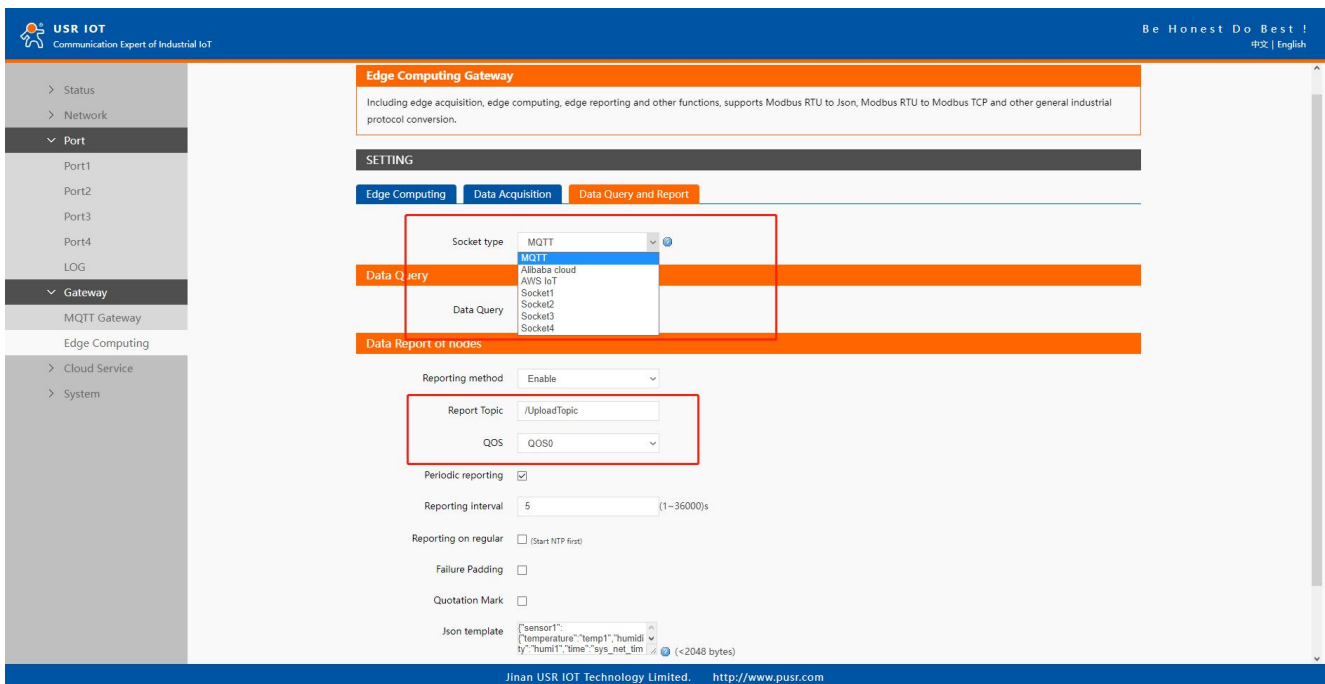 USR IOT
Communication Expert of Industrial IoT
Be Honest Do Best !
中文 | English
Status
Network
Port
Port1
Port2
Port3
Port4
LOG
Gateway
MQTT Gateway
Edge Computing
Cloud Service
System
Edge Computing Gateway
Including edge acquisition, edge computing, edge reporting and other functions, supports Modbus RTU to Json, Modbus RTU to Modbus TCP and other general industrial
protocol conversion.
SETTING
Edge Computing Data Acquisition Data Query and Report
Socket type MQTT
MQTT
Alibaba cloud
AWS IoT
Socket1
Socket2
Socket3
Socket4
Data Query
Data Query
Data Report of nodes
Reporting method Enable
Report Topic /UploadTopic
QOS QOS0
Periodic reporting
Reporting interval 5 (1~36000)s
Reporting on regular (Start NTP first)
Failure Padding
Quotation Mark
Json template {"sensor1":
{"temperature":"temp1","humidi
ty":"humi1","time":"sys_net_tim
(<2048 bytes)
Jinan USR IOT Technology Limited. http://www.pusr.com